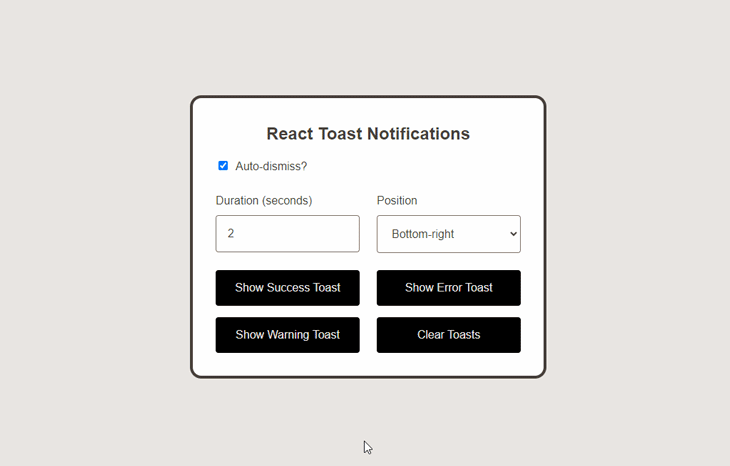 React Toast Notifications
Auto-dismiss?
Duration (seconds)
Position
2
Bottom-right
Show Success Toast
Show Error Toast
Show Warning Toast
Clear Toasts